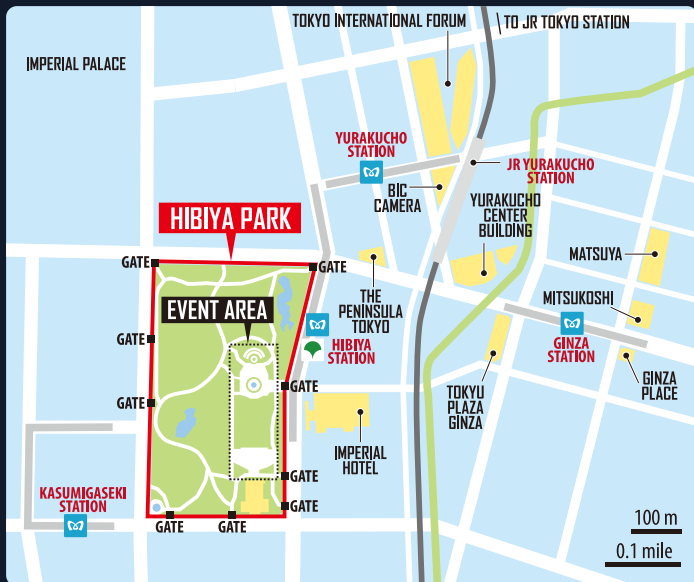 TOKYO INTERNATIONAL FORUM
TO JR TOKYO STATION
IMPERIAL PALACE
YURAKUCHO
STATION
JR YURAKUCHO
STATION
BIC
CAMERA
YURAKUCHO
CENTER
BUILDING
HIBIYA PARK
MATSUYA
GATE
GATE
EVENT AREA
THE
PENINSULA
TOKYO
MITSUKOSHI
GATE
HIBIYA
STATION
GINZA
STATION
GATE
GATE
TOKYU
PLAZA
GINZA
GINZA
PLACE
IMPERIAL
HOTEL
GATE
KASUMIGASEKI
STATION
GATE
GATE
GATE
100 m
0.1 mile